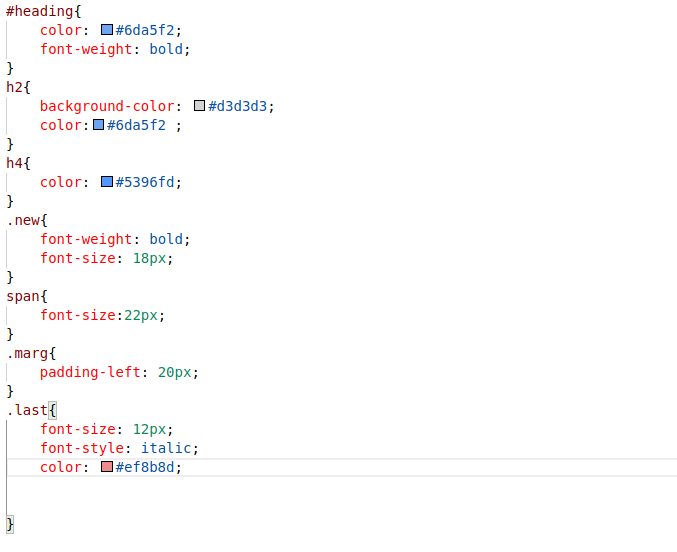 #heading{
    color: #6da5f2;
    font-weight: bold;
}
h2{
    background-color: #d3d3d3;
    color:#6da5f2 ;
}
h4{
    color: #5396fd;
}
.new{
    font-weight: bold;
    font-size: 18px;
}
span{
    font-size:22px;
}
.marg{
    padding-left: 20px;
}
.last{
    font-size: 12px;
    font-style: italic;
    color: #ef8b8d;
}